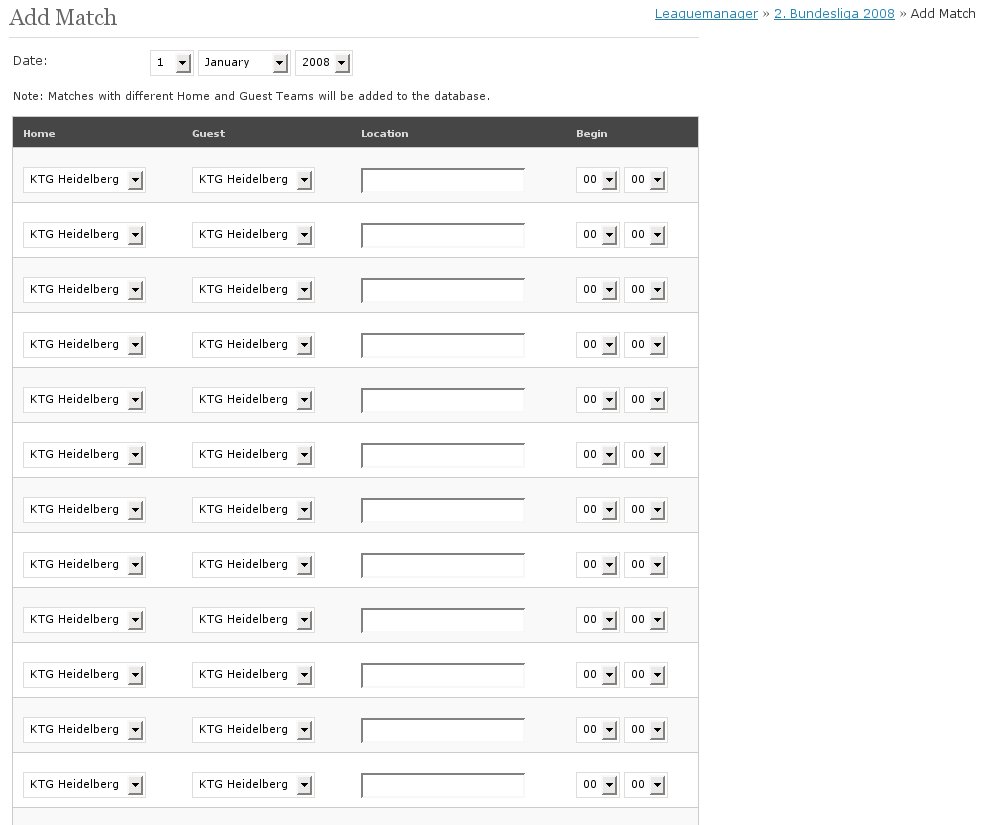 Add Match
Leaguemanager » 2. Bundesliga 2008 » Add Match
Date: 1 January 2008
Note: Matches with different Home and Guest Teams will be added to the database.
Home Guest Location Begin
KTG Heidelberg KTG Heidelberg 00 00
KTG Heidelberg KTG Heidelberg 00 00
KTG Heidelberg KTG Heidelberg 00 00
KTG Heidelberg KTG Heidelberg 00 00
KTG Heidelberg KTG Heidelberg 00 00
KTG Heidelberg KTG Heidelberg 00 00
KTG Heidelberg KTG Heidelberg 00 00
KTG Heidelberg KTG Heidelberg 00 00
KTG Heidelberg KTG Heidelberg 00 00
KTG Heidelberg KTG Heidelberg 00 00
KTG Heidelberg KTG Heidelberg 00 00
KTG Heidelberg KTG Heidelberg 00 00